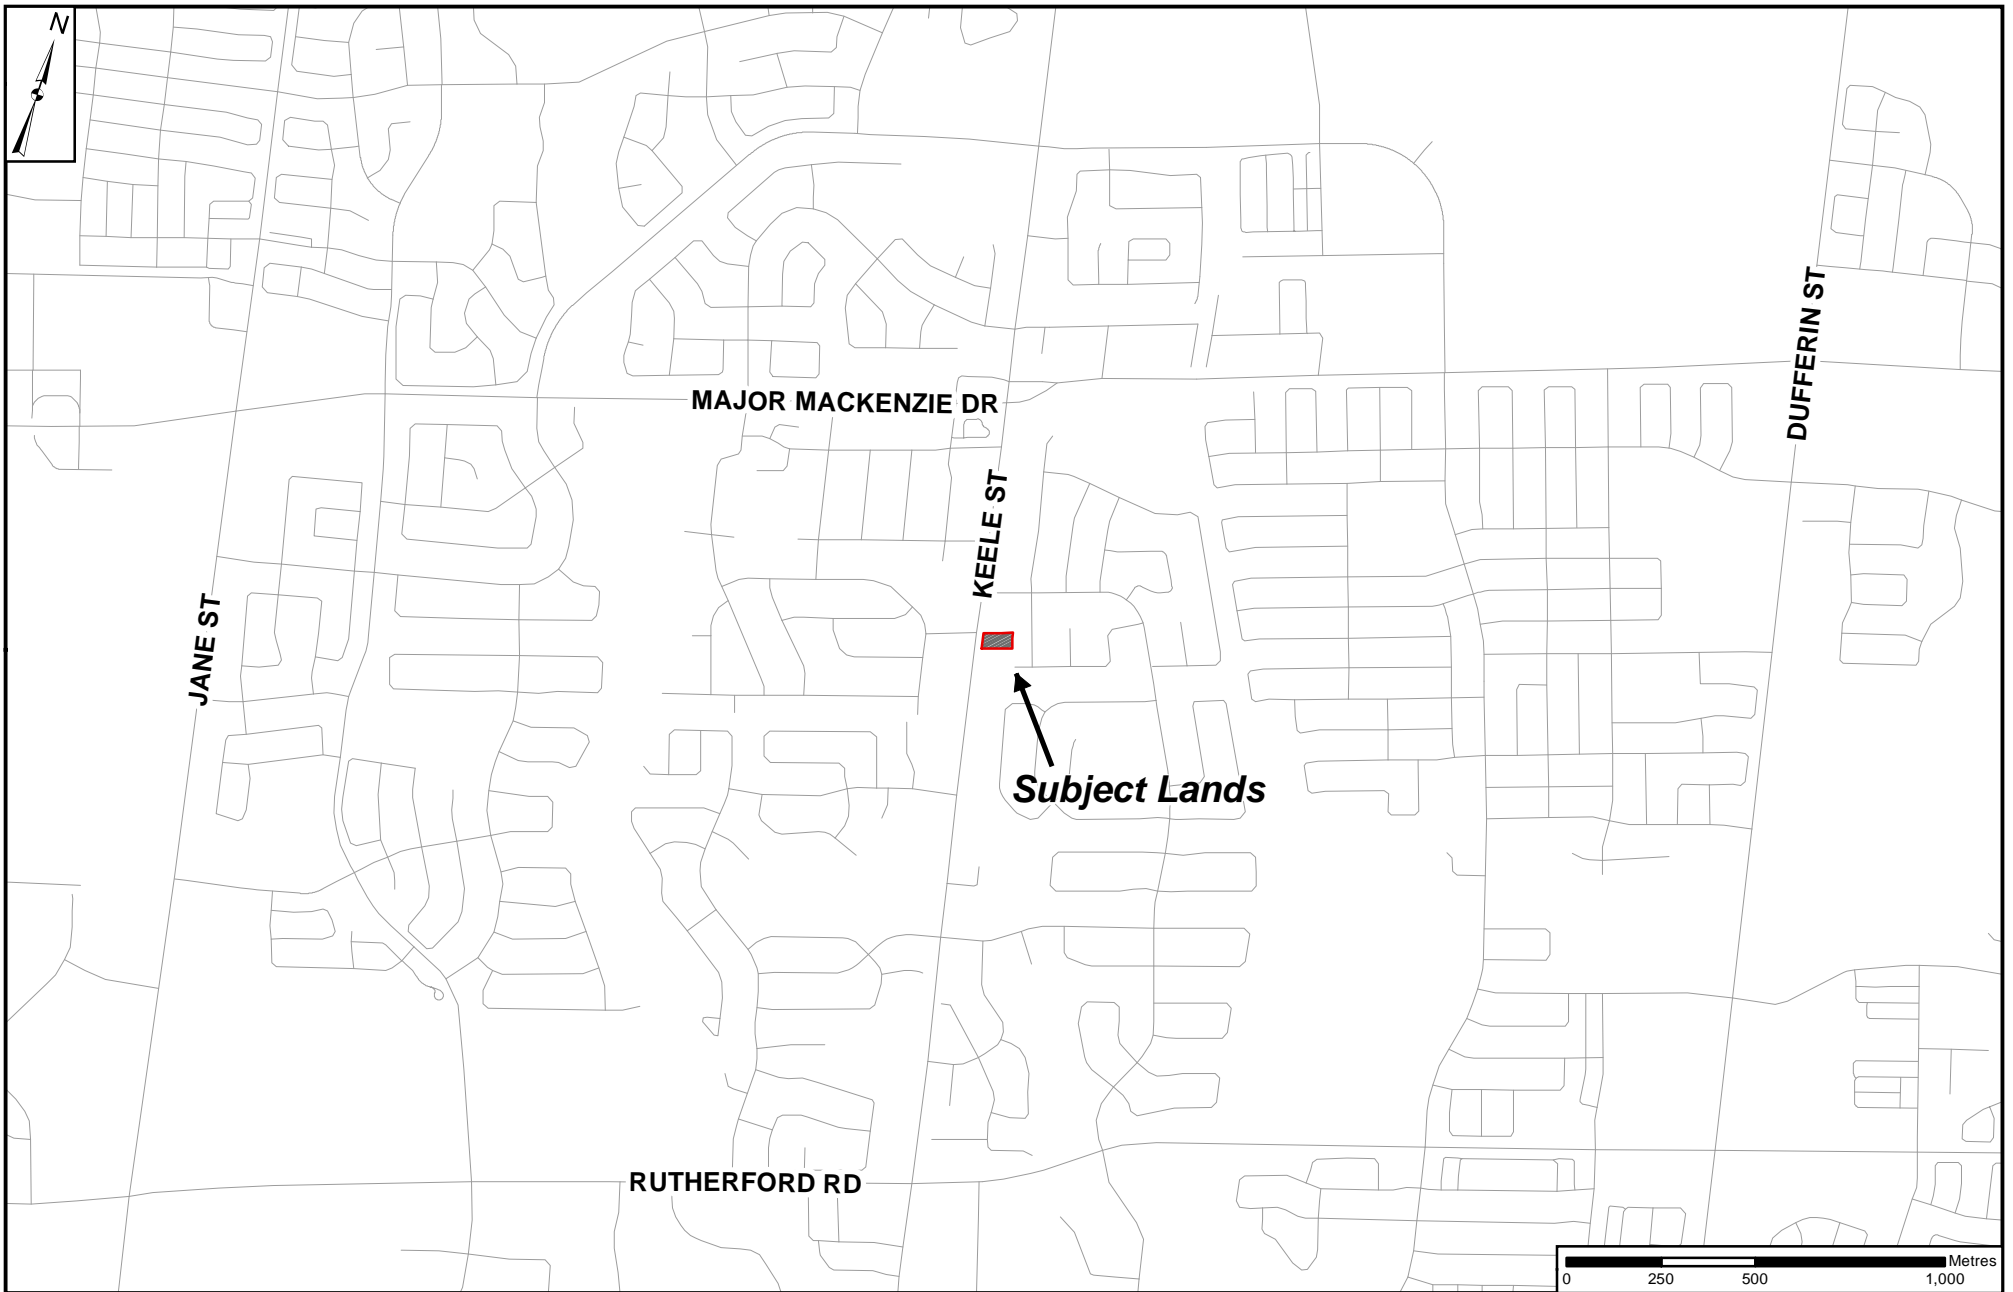 N
MAJOR MACKENZIE DR
DUFFERIN ST
KEELE ST
JANE ST
Subject Lands
RUTHERFORD RD
Metres
0 250 500 1,000